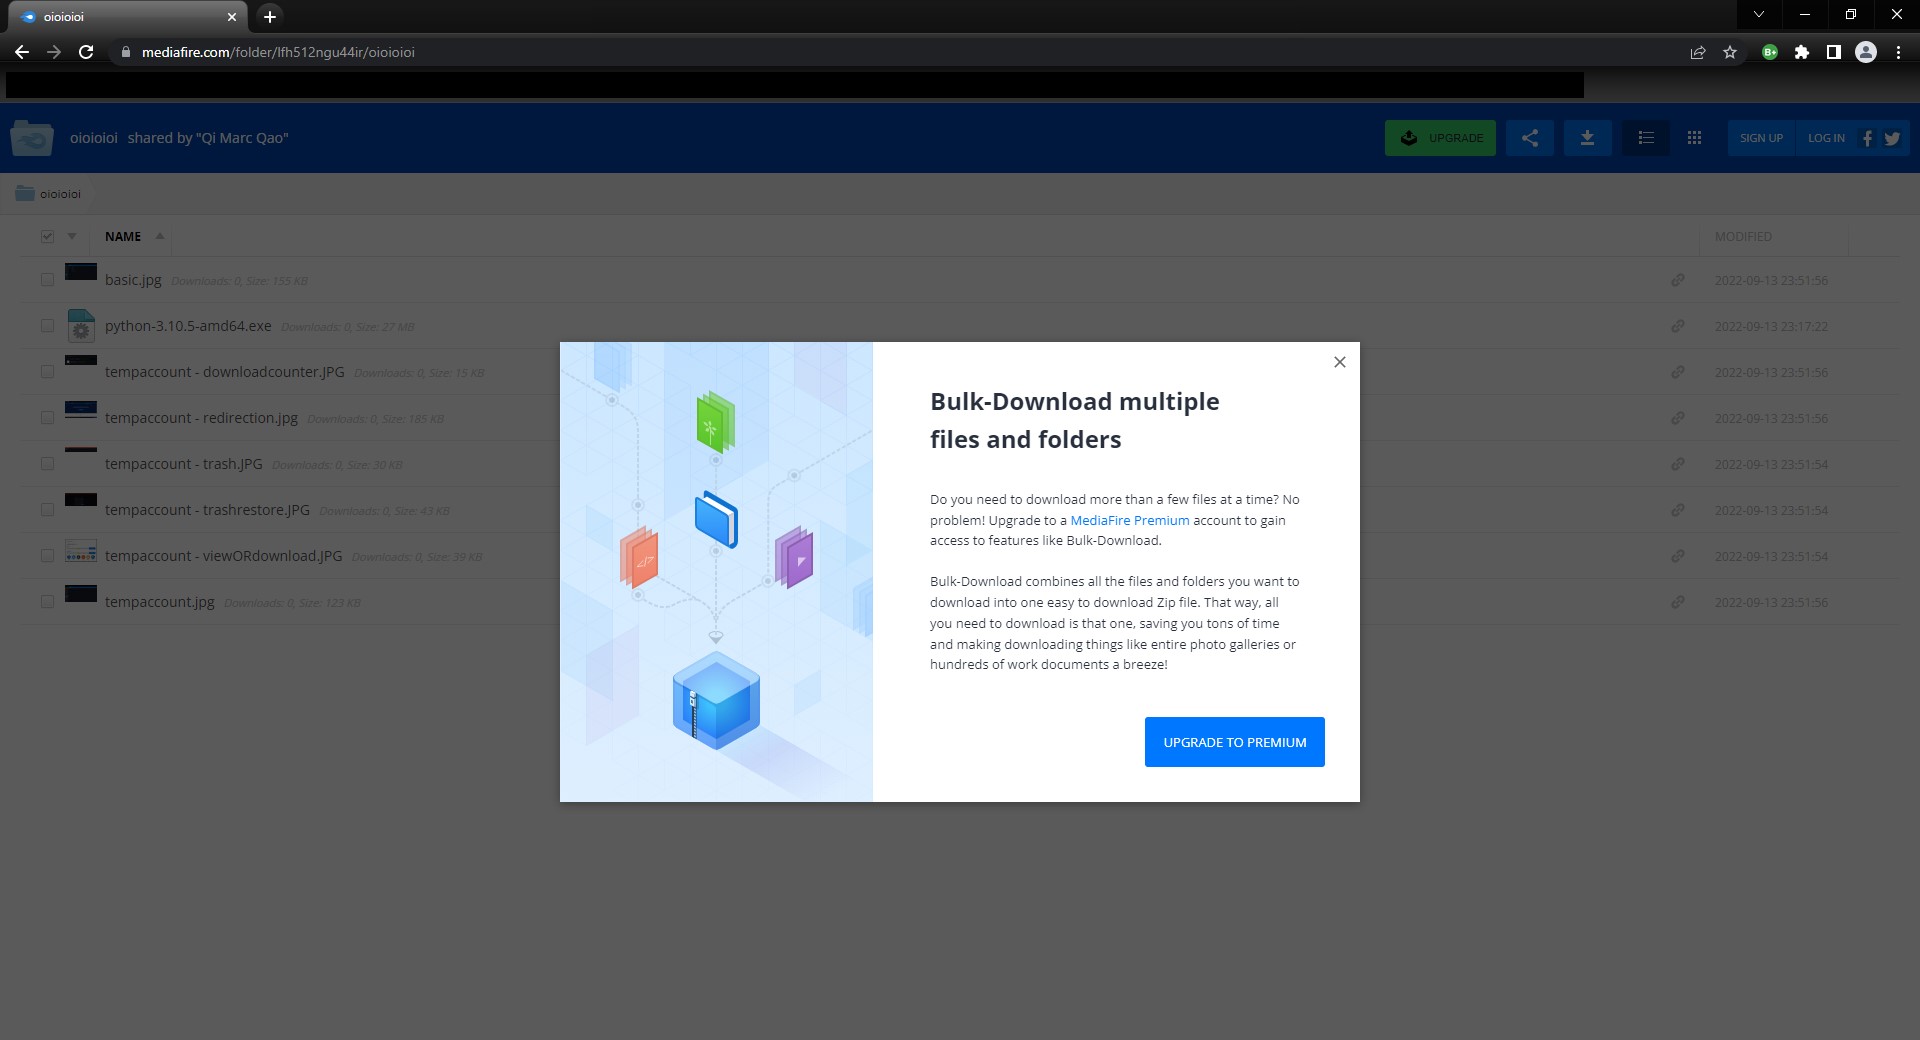 oioioioi
mediafire.com/folder/lfh512ngu44ir/oioioioi
B+
oioioioi shared by "Qi Marc Qao"
UPGRADE
SIGN UP
LOG IN
oioioioi
NAME
MODIFIED
basic.jpg Downloads: 0, Size: 155 KB 2022-09-13 23:51:56
python-3.10.5-amd64.exe Downloads: 0, Size: 27 MB 2022-09-13 23:17:22
tempaccount - downloadcounter.JPG Downloads: 0, Size: 15 KB 2022-09-13 23:51:56
tempaccount - redirection.jpg Downloads: 0, Size: 185 KB 2022-09-13 23:51:56
tempaccount - trash.JPG Downloads: 0, Size: 30 KB 2022-09-13 23:51:54
tempaccount - trashrestore.JPG Downloads: 0, Size: 43 KB 2022-09-13 23:51:54
tempaccount - viewORdownload.JPG Downloads: 0, Size: 39 KB 2022-09-13 23:51:54
tempaccount.jpg Downloads: 0, Size: 123 KB 2022-09-13 23:51:56
Bulk-Download multiple
files and folders
Do you need to download more than a few files at a time? No
problem! Upgrade to a MediaFire Premium account to gain
access to features like Bulk-Download.
Bulk-Download combines all the files and folders you want to
download into one easy to download Zip file. That way, all
you need to download is that one, saving you tons of time
and making downloading things like entire photo galleries or
hundreds of work documents a breeze!
UPGRADE TO PREMIUM